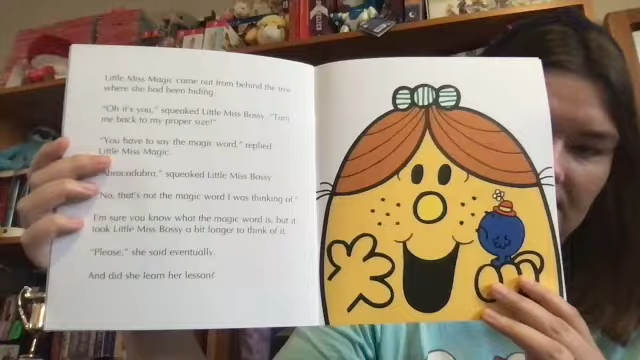 Little Miss Magic came out from behind the tree
where she had been hiding.
"Oh it's you," squeaked Little Miss Bossy. "Turn
me back to my proper size!"
"You have to say the magic word," replied
Little Miss Magic.
"Abracadabra," squeaked Little Miss Bossy
"No, that's not the magic word I was thinking of."
I'm sure you know what the magic word is, but it
took Little Miss Bossy a bit longer to think of it.
"Please," she said eventually.
And did she learn her lesson?